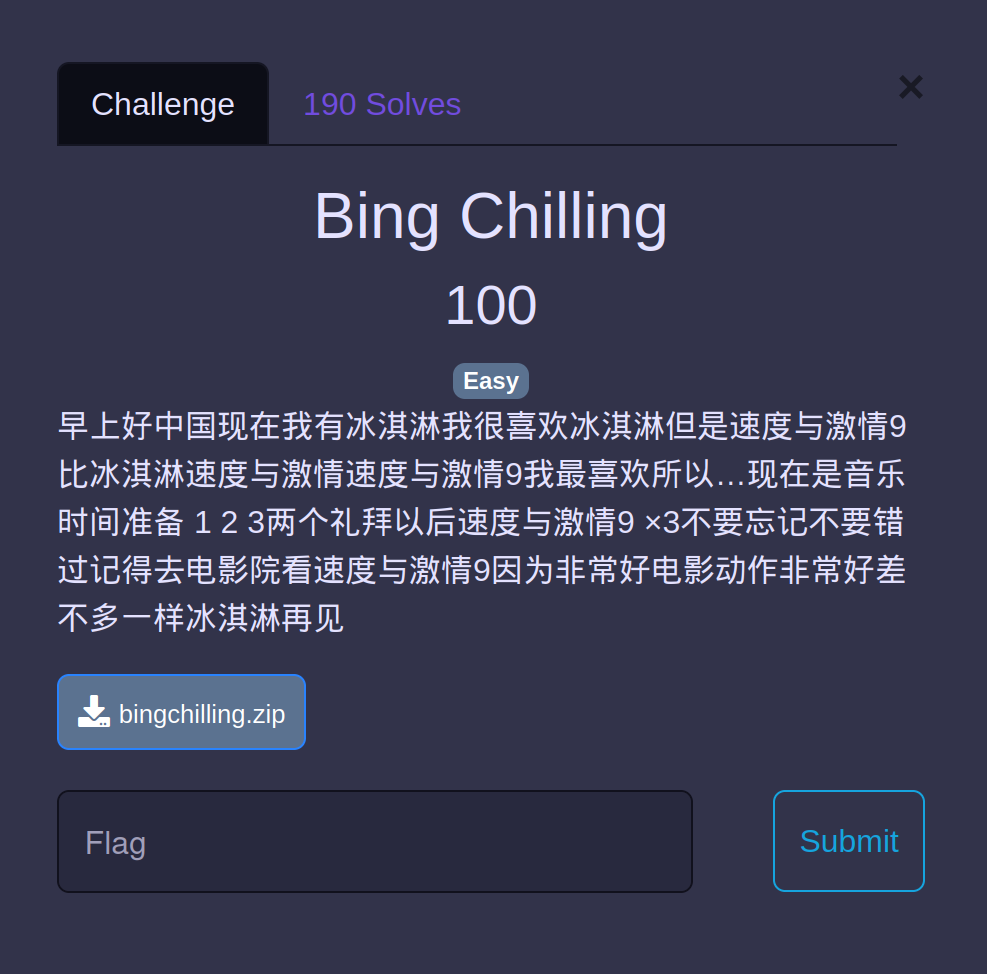 Challenge
190 Solves
×
Bing Chilling
100
Easy
早上好中国现在我有冰淇淋我很喜欢冰淇淋但是速度与激情9
比冰淇淋速度与激情速度与激情9我最喜欢所以…现在是音乐
时间准备 1 2 3两个礼拜以后速度与激情9 ×3不要忘记不要错
过记得去电影院看速度与激情9因为非常好电影动作非常好差
不多一样冰淇淋再见
bingchilling.zip
Flag
Submit